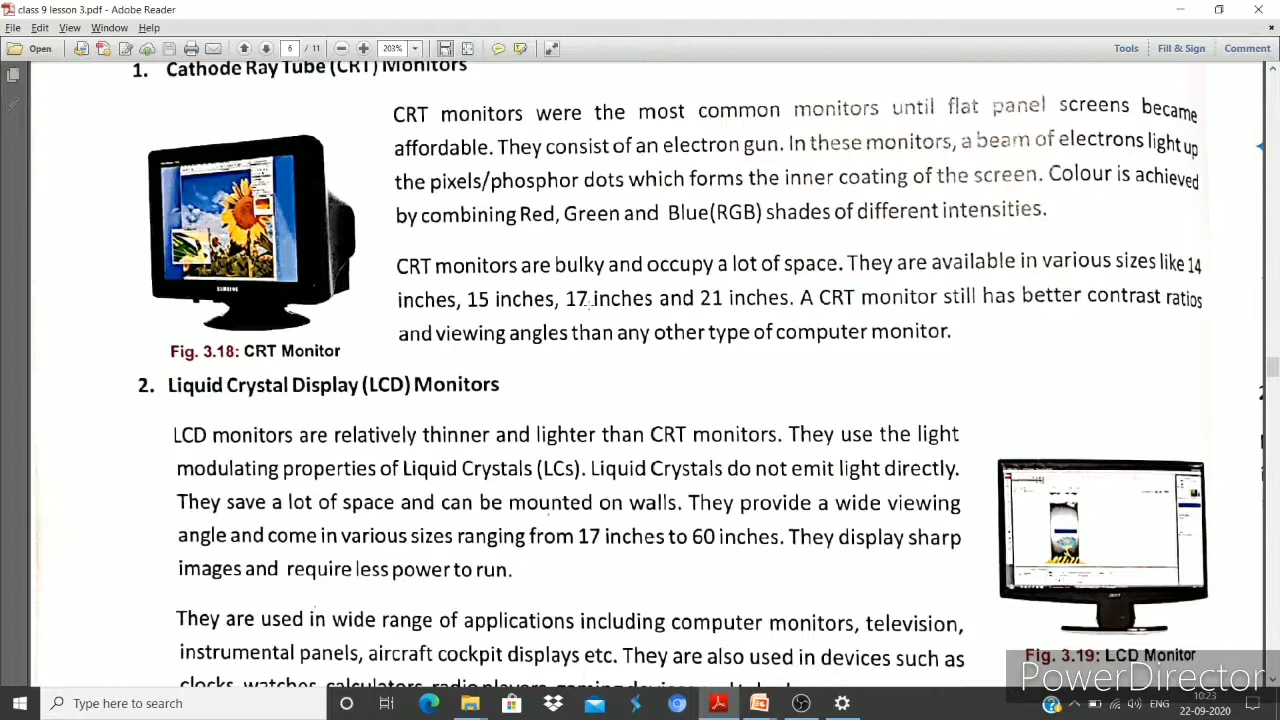 class 9 lesson 3.pdf - Adobe Reader
File Edit View Window Help
Open 6 / 11 203% Tools Fill & Sign Comment
1. Cathode Ray Tube (CRT) Monitors
CRT monitors were the most common monitors until flat panel screens became
affordable. They consist of an electron gun. In these monitors, a beam of electrons light up
the pixels/phosphor dots which forms the inner coating of the screen. Colour is achieved
by combining Red, Green and Blue(RGB) shades of different intensities.
CRT monitors are bulky and occupy a lot of space. They are available in various sizes like 14
inches, 15 inches, 17 inches and 21 inches. A CRT monitor still has better contrast ratios
and viewing angles than any other type of computer monitor.
SAMSUNG
Fig. 3.18: CRT Monitor
2. Liquid Crystal Display (LCD) Monitors
LCD monitors are relatively thinner and lighter than CRT monitors. They use the light
modulating properties of Liquid Crystals (LCs). Liquid Crystals do not emit light directly.
They save a lot of space and can be mounted on walls. They provide a wide viewing
angle and come in various sizes ranging from 17 inches to 60 inches. They display sharp
images and require less power to run.
They are used in wide range of applications including computer monitors, television,
instrumental panels, aircraft cockpit displays etc. They are also used in devices such as
clocks, watches, calculators, radio players, gaming devices
acer
Fig. 3.19: LCD Monitor
PowerDirector
Type here to search
ENG
10:23
22-09-2020